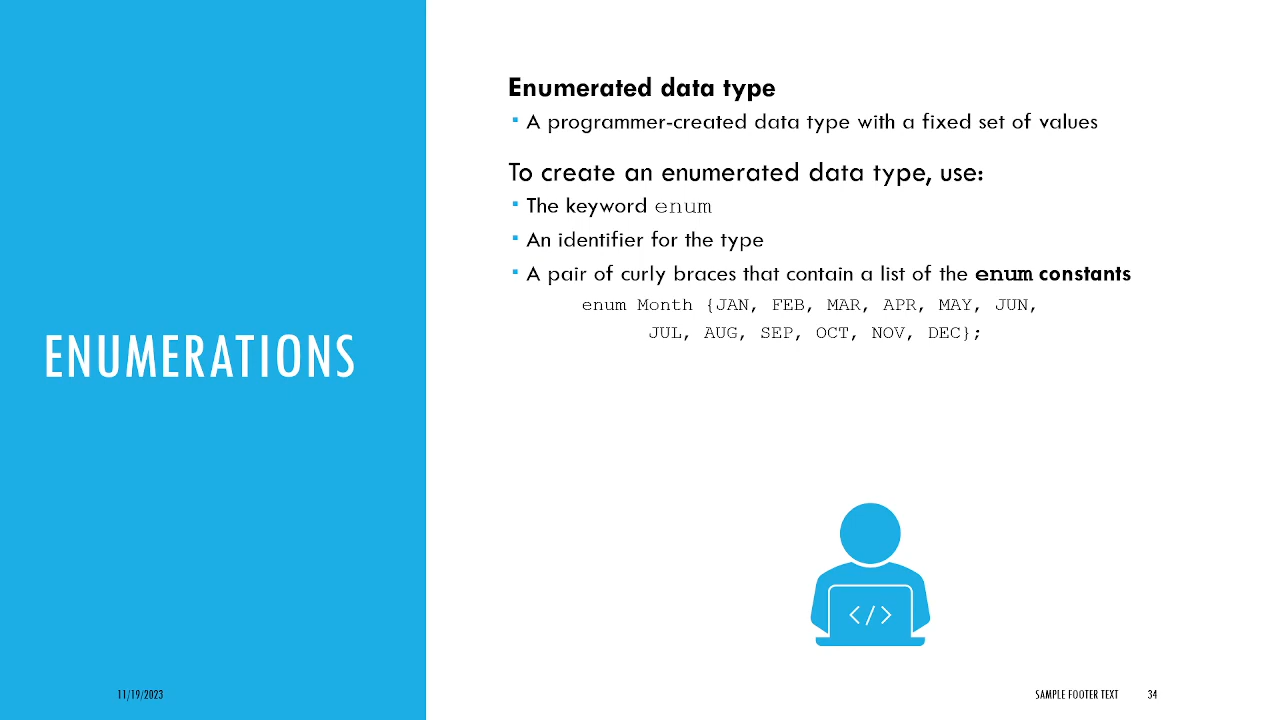 ENUMERATIONS
Enumerated data type
▪ A programmer-created data type with a fixed set of values
To create an enumerated data type, use:
▪ The keyword enum
▪ An identifier for the type
▪ A pair of curly braces that contain a list of the enum constants
enum Month {JAN, FEB, MAR, APR, MAY, JUN,
JUL, AUG, SEP, OCT, NOV, DEC};
</>
11/19/2023
SAMPLE FOOTER TEXT
34